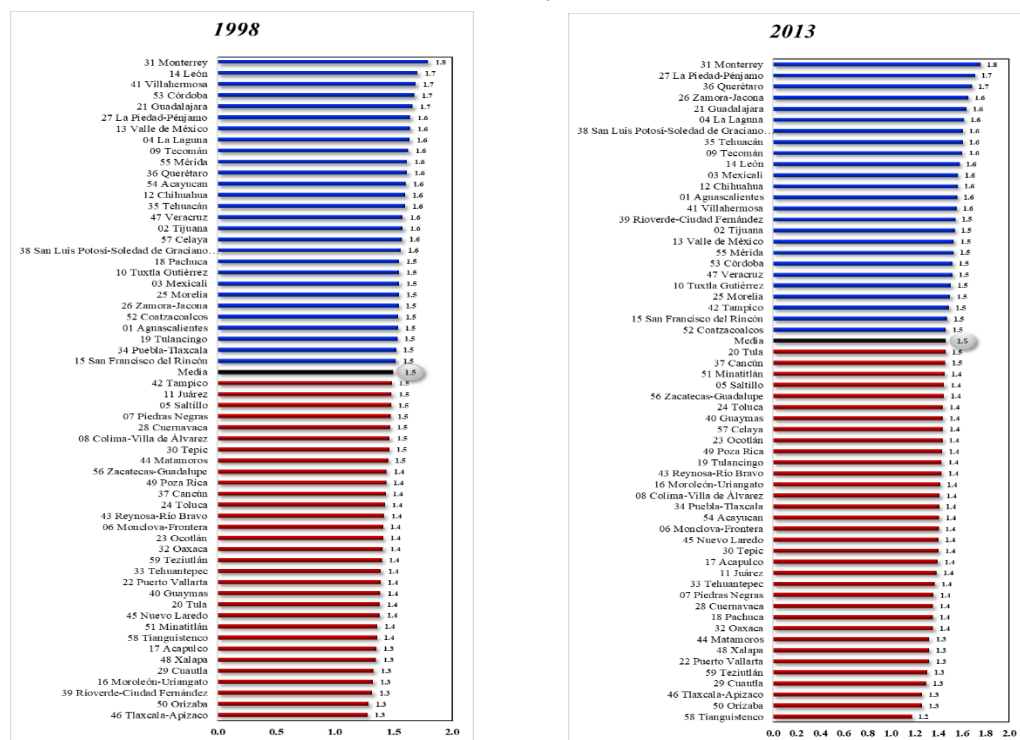 1998
31 Monterrey 1.8
14 León 1.7
41 Villahermosa 1.7
53 Córdoba 1.7
21 Guadalajara 1.7
27 La Piedad-Pénjamo 1.6
13 Valle de México 1.6
04 La Laguna 1.6
09 Tecomán 1.6
55 Mérida 1.6
36 Querétaro 1.6
54 Acayucan 1.6
12 Chihuahua 1.6
35 Tehuacán 1.6
47 Veracruz 1.6
02 Tijuana 1.6
57 Celaya 1.6
38 San Luis Potosí-Soledad de Graciano… 1.6
18 Pachuca 1.5
10 Tuxtla Gutiérrez 1.5
03 Mexicali 1.5
25 Morelia 1.5
26 Zamora-Jacona 1.5
52 Coatzacoalcos 1.5
01 Aguascalientes 1.5
19 Tulancingo 1.5
34 Puebla-Tlaxcala 1.5
15 San Francisco del Rincón 1.5
Media 1.5
42 Tampico 1.5
11 Juárez 1.5
05 Saltillo 1.5
07 Piedras Negras 1.5
28 Cuernavaca 1.5
08 Colima-Villa de Álvarez 1.5
30 Tepic 1.5
44 Matamoros 1.5
56 Zacatecas-Guadalupe 1.4
49 Poza Rica 1.4
37 Cancún 1.4
24 Toluca 1.4
43 Reynosa-Río Bravo 1.4
06 Monclova-Frontera 1.4
23 Ocotlán 1.4
32 Oaxaca 1.4
59 Teziutlán 1.4
33 Tehuantepec 1.4
22 Puerto Vallarta 1.4
40 Guaymas 1.4
20 Tula 1.4
45 Nuevo Laredo 1.4
51 Minatitlán 1.4
58 Tianguistenco 1.4
17 Acapulco 1.3
48 Xalapa 1.3
29 Cuautla 1.3
16 Moroleón-Uriangato 1.3
39 Rioverde-Ciudad Fernández 1.3
50 Orizaba 1.3
46 Tlaxcala-Apizaco 1.3
0.0 0.5 1.0 1.5 2.0
2013
31 Monterrey 1.8
27 La Piedad-Pénjamo 1.7
36 Querétaro 1.7
26 Zamora-Jacona 1.6
21 Guadalajara 1.6
04 La Laguna 1.6
38 San Luis Potosí-Soledad de Graciano… 1.6
35 Tehuacán 1.6
09 Tecomán 1.6
14 León 1.6
03 Mexicali 1.6
12 Chihuahua 1.6
01 Aguascalientes 1.6
41 Villahermosa 1.6
39 Rioverde-Ciudad Fernández 1.5
02 Tijuana 1.5
13 Valle de México 1.5
55 Mérida 1.5
53 Córdoba 1.5
47 Veracruz 1.5
10 Tuxtla Gutiérrez 1.5
25 Morelia 1.5
42 Tampico 1.5
15 San Francisco del Rincón 1.5
52 Coatzacoalcos 1.5
Media 1.5
20 Tula 1.5
37 Cancún 1.5
51 Minatitlán 1.4
05 Saltillo 1.4
56 Zacatecas-Guadalupe 1.4
24 Toluca 1.4
40 Guaymas 1.4
57 Celaya 1.4
23 Ocotlán 1.4
49 Poza Rica 1.4
19 Tulancingo 1.4
43 Reynosa-Río Bravo 1.4
16 Moroleón-Uriangato 1.4
08 Colima-Villa de Álvarez 1.4
34 Puebla-Tlaxcala 1.4
54 Acayucan 1.4
06 Monclova-Frontera 1.4
45 Nuevo Laredo 1.4
30 Tepic 1.4
17 Acapulco 1.4
11 Juárez 1.4
33 Tehuantepec 1.4
07 Piedras Negras 1.4
28 Cuernavaca 1.4
18 Pachuca 1.4
32 Oaxaca 1.4
44 Matamoros 1.3
48 Xalapa 1.3
22 Puerto Vallarta 1.3
59 Teziutlán 1.3
29 Cuautla 1.3
46 Tlaxcala-Apizaco 1.3
50 Orizaba 1.3
58 Tianguistenco 1.2
0.0 0.2 0.4 0.6 0.8 1.0 1.2 1.4 1.6 1.8 2.0